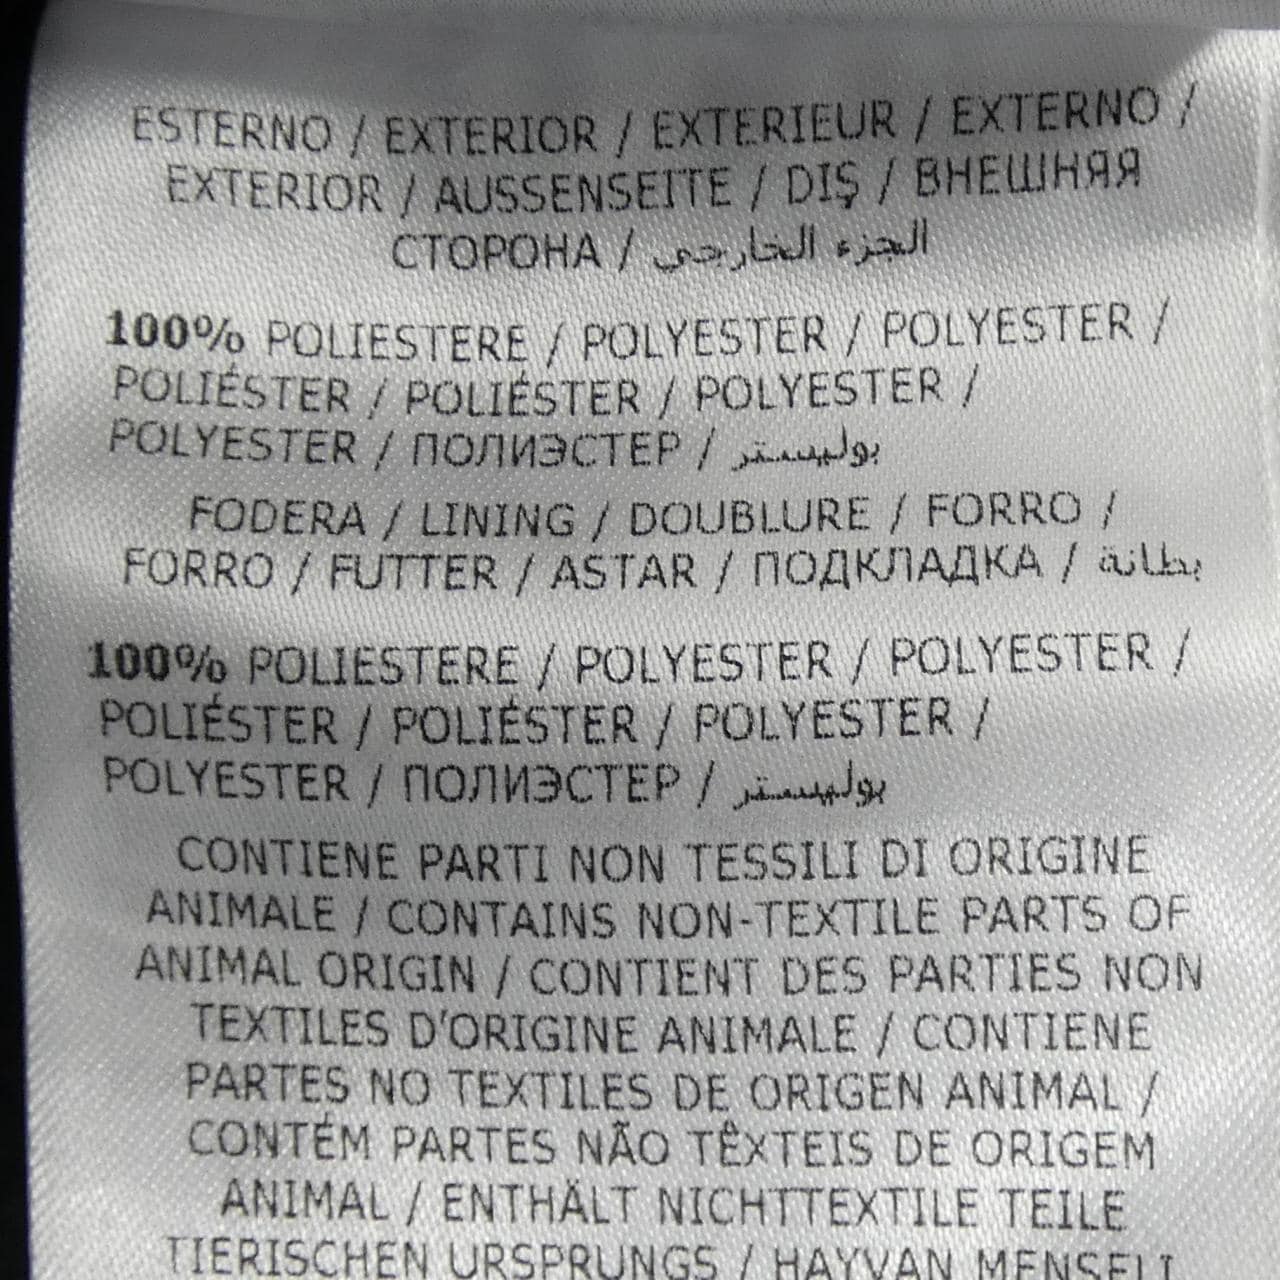 ESTERNO / EXTERIOR / EXTERIEUR / EXTERNO /
EXTERIOR / AUSSENSEITE / DIŞ / ВНЕШНЯЯ
СТОРОНА / الجزء الخارجي
100% POLIESTERE / POLYESTER / POLYESTER /
POLIÉSTER / POLIÉSTER / POLYESTER /
POLYESTER / ПОЛИЭСТЕР / بوليستر
FODERA / LINING / DOUBLURE / FORRO /
FORRO / FUTTER / ASTAR / ПОДКЛАДКА / بطانة
100% POLIESTERE / POLYESTER / POLYESTER /
POLIÉSTER / POLIÉSTER / POLYESTER /
POLYESTER / ПОЛИЭСТЕР / بوليستر
CONTIENE PARTI NON TESSILI DI ORIGINE
ANIMALE / CONTAINS NON-TEXTILE PARTS OF
ANIMAL ORIGIN / CONTIENT DES PARTIES NON
TEXTILES D'ORIGINE ANIMALE / CONTIENE
PARTES NO TEXTILES DE ORIGEN ANIMAL /
CONTÉM PARTES NÃO TÊXTEIS DE ORIGEM
ANIMAL / ENTHÄLT NICHTTEXTILE TEILE
TIERISCHEN URSPRUNGS / HAYVAN MENŞELİ